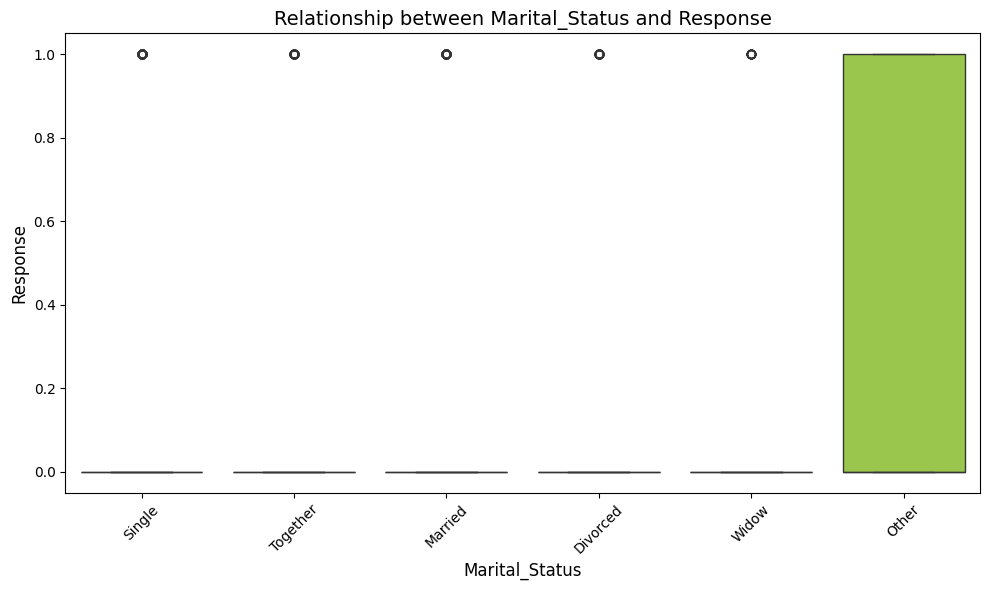 Relationship between Marital_Status and Response
1.0
0.8
0.6
0.4
0.2
0.0
Response
Single
Together
Married
Divorced
Widow
Other
Marital_Status